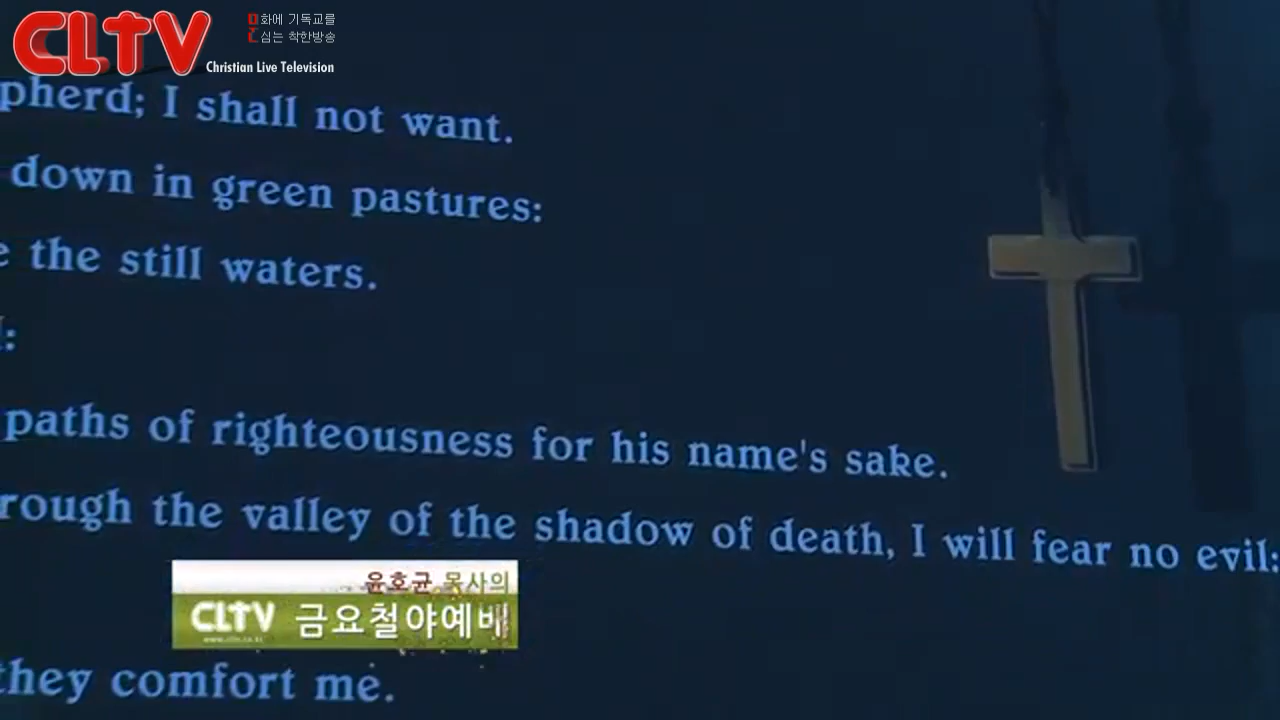 CLTV
화에 기독교를
심는 착한방송
Christian Live Television
pherd; I shall not want.
down in green pastures:
e the still waters.
:
paths of righteousness for his name's sake.
rough the valley of the shadow of death, I will fear no evil:
윤호균 목사의
CLTV 금요철야예배
they comfort me.